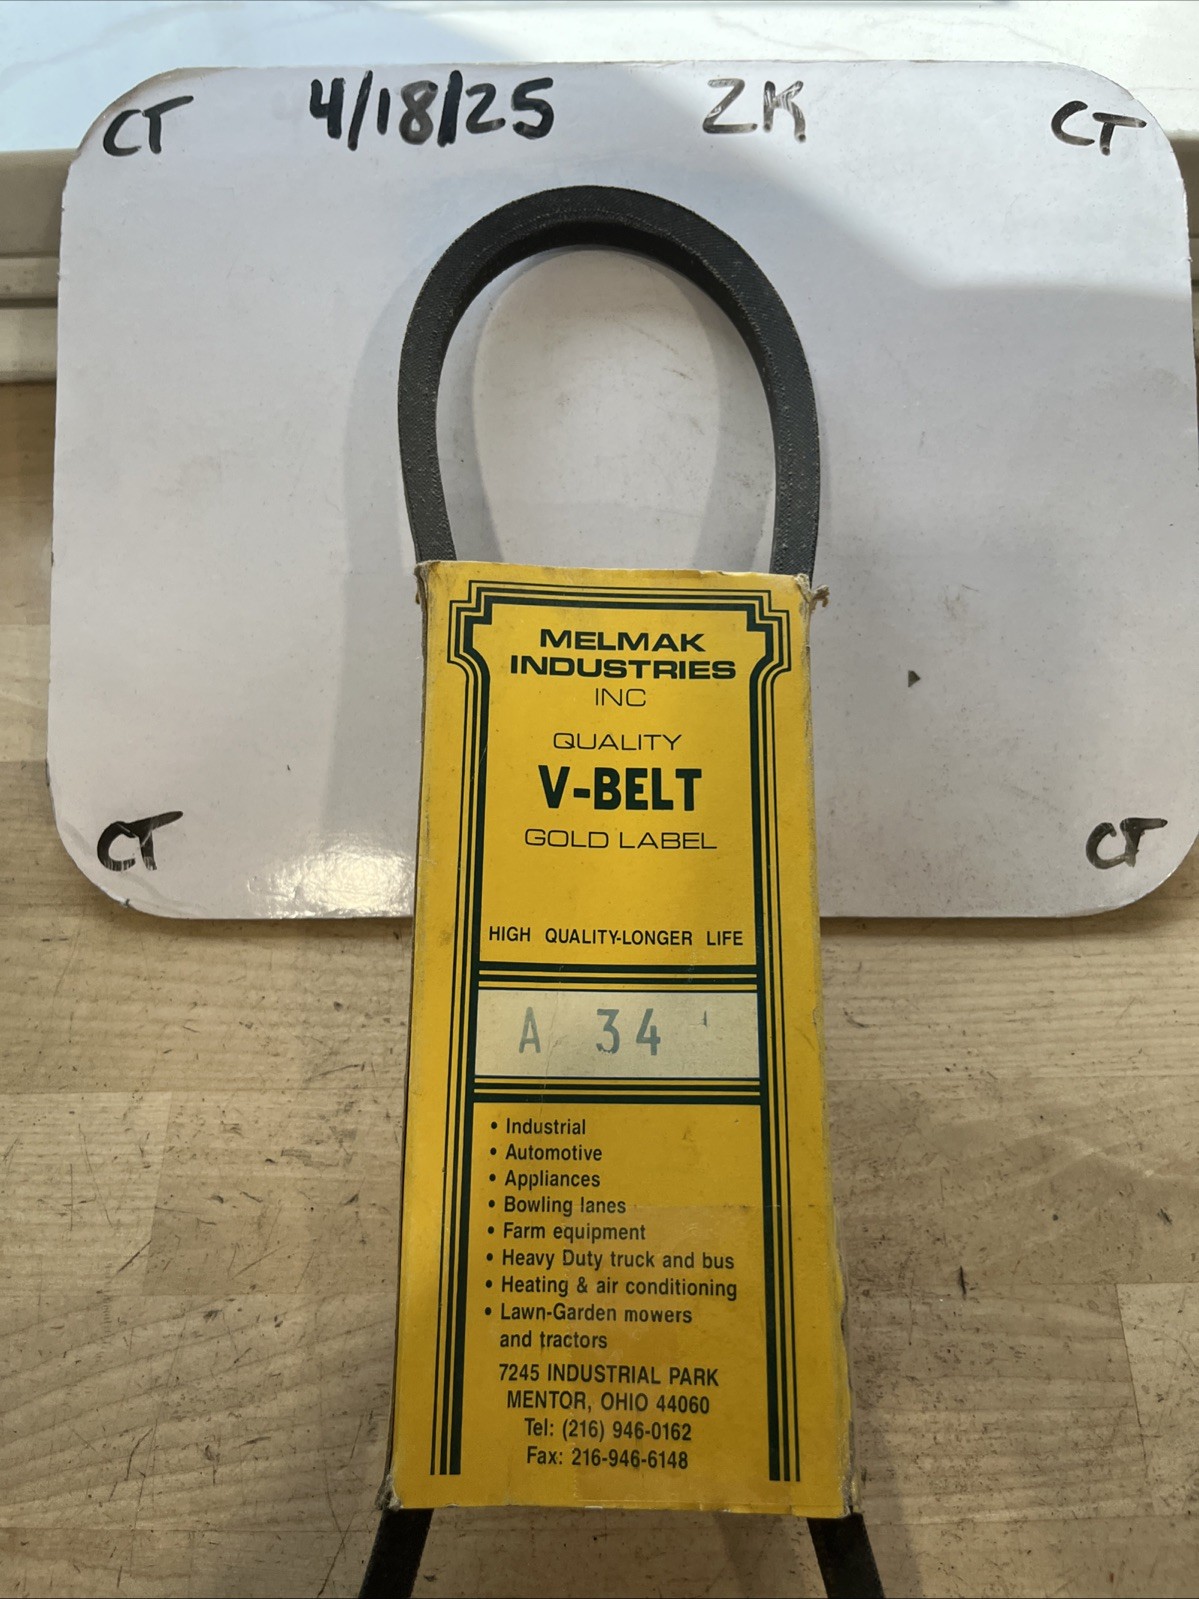 CT 4/18/25 ZK CT
MELMAK
INDUSTRIES
INC
QUALITY
V-BELT
GOLD LABEL
CT CT
HIGH QUALITY-LONGER LIFE
A 34
• Industrial
• Automotive
• Appliances
• Bowling lanes
• Farm equipment
• Heavy Duty truck and bus
• Heating & air conditioning
• Lawn-Garden mowers
and tractors
7245 INDUSTRIAL PARK
MENTOR, OHIO 44060
Tel: (216) 946-0162
Fax: 216-946-6148